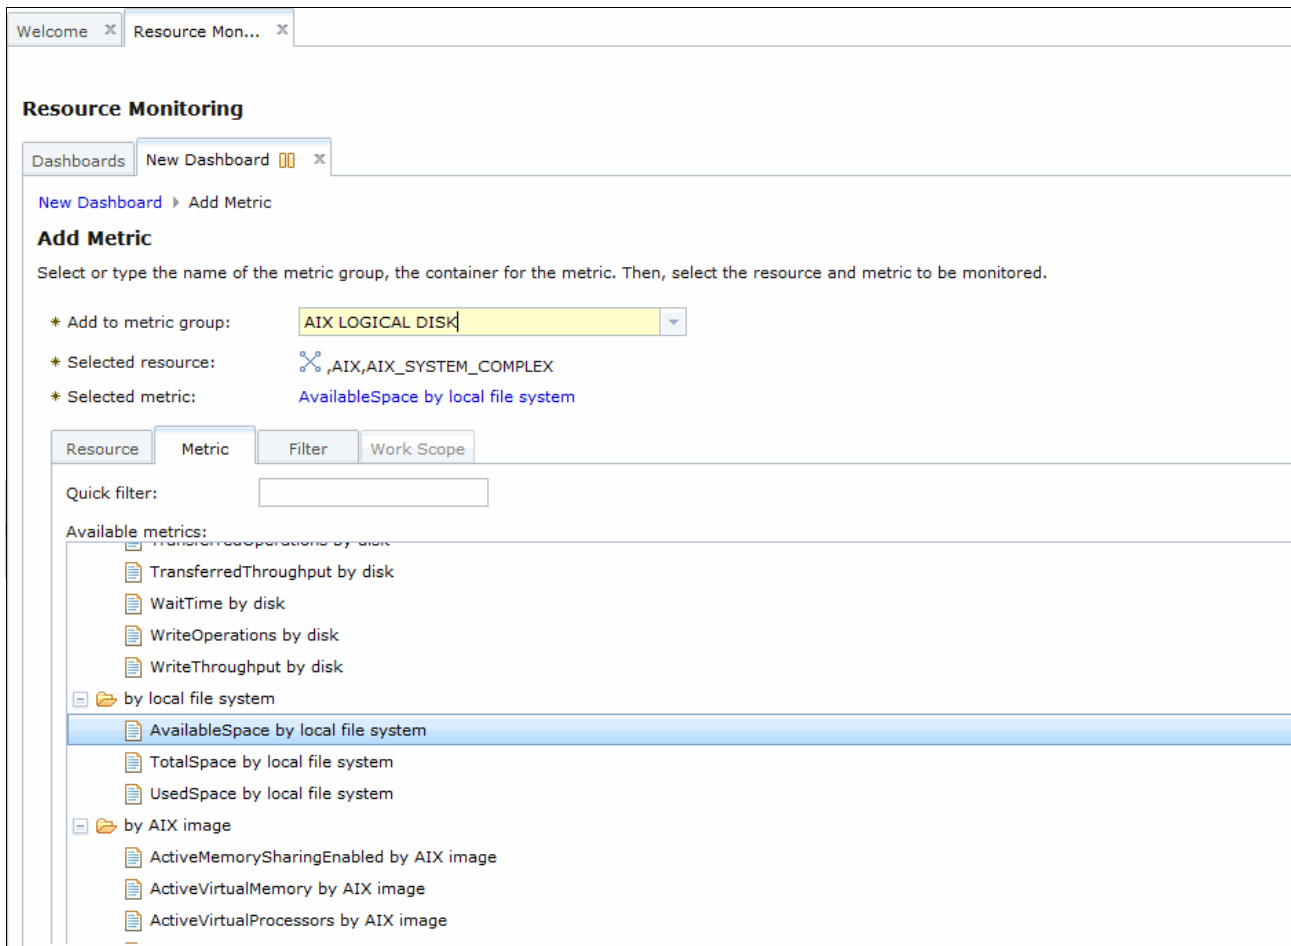 Welcome
Resource Mon...
Resource Monitoring
Dashboards
New Dashboard
New Dashboard Add Metric
Add Metric
Select or type the name of the metric group, the container for the metric. Then, select the resource and metric to be monitored.
* Add to metric group: AIX LOGICAL DISK
* Selected resource: ,AIX,AIX_SYSTEM_COMPLEX
* Selected metric: AvailableSpace by local file system
Resource Metric Filter Work Scope
Quick filter:
Available metrics:
TransferredOperations by disk
TransferredThroughput by disk
WaitTime by disk
WriteOperations by disk
WriteThroughput by disk
by local file system
AvailableSpace by local file system
TotalSpace by local file system
UsedSpace by local file system
by AIX image
ActiveMemorySharingEnabled by AIX image
ActiveVirtualMemory by AIX image
ActiveVirtualProcessors by AIX image